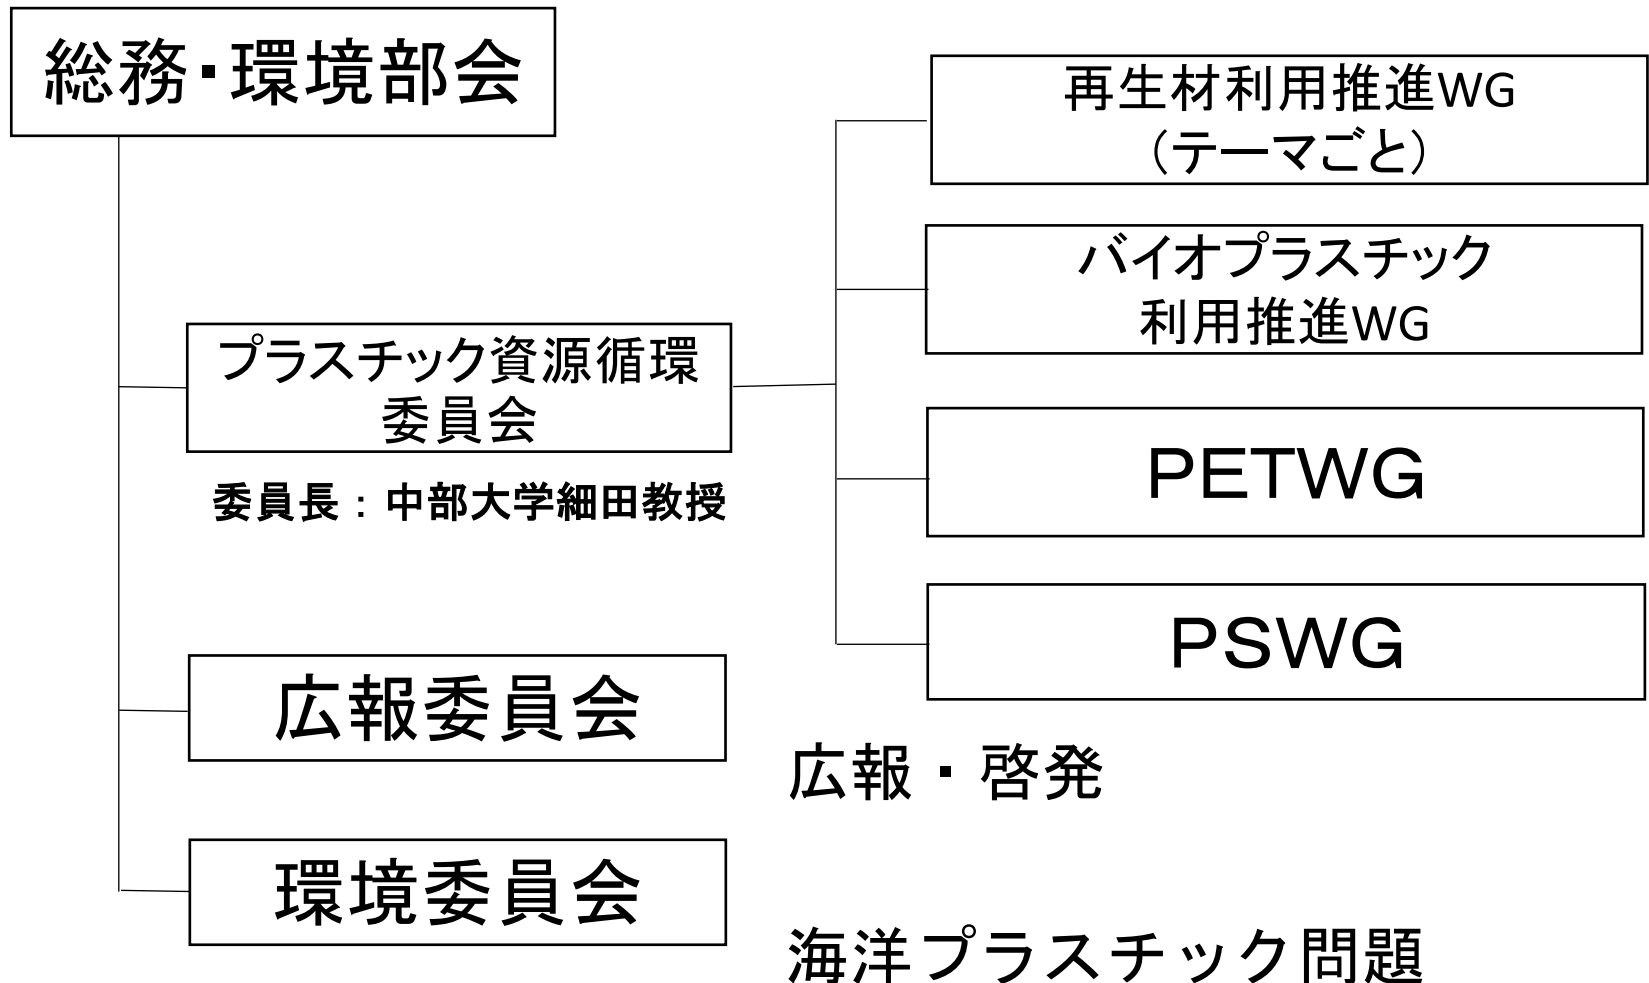 総務・環境部会
プラスチック資源循環
委員会
委員長：中部大学細田教授
広報委員会
環境委員会
再生材利用推進WG
（テーマごと）
バイオプラスチック
利用推進WG
PETWG
PSWG
広報・啓発
海洋プラスチック問題